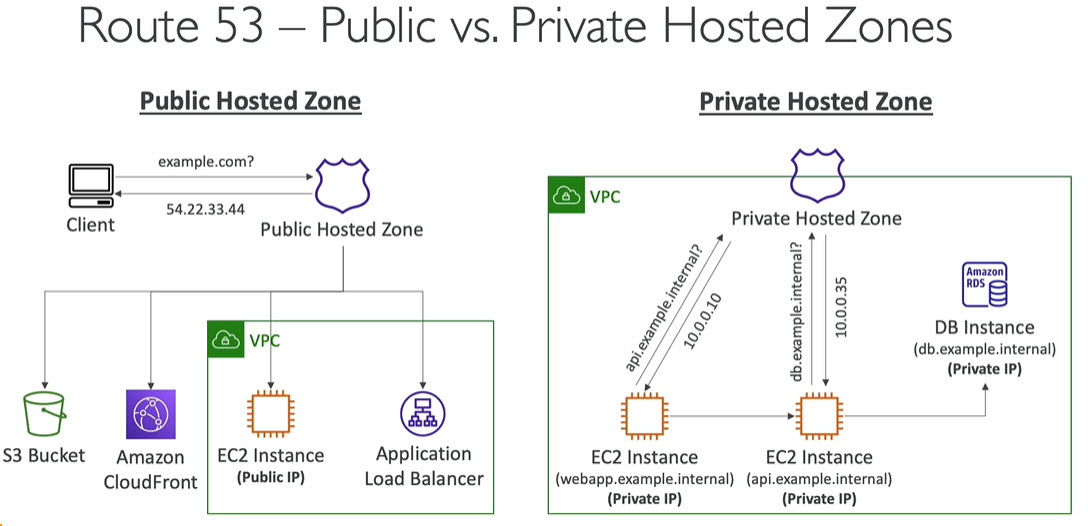 Route 53 – Public vs. Private Hosted Zones
Public Hosted Zone
example.com?
54.22.33.44
Client
Public Hosted Zone
VPC
S3 Bucket
Amazon
CloudFront
EC2 Instance
(Public IP)
Application
Load Balancer
Private Hosted Zone
VPC
Private Hosted Zone
api.example.internal?
10.0.0.10
db.example.internal?
10.0.0.35
Amazon
RDS
DB Instance
(db.example.internal)
(Private IP)
EC2 Instance
(webapp.example.internal)
(Private IP)
EC2 Instance
(api.example.internal)
(Private IP)